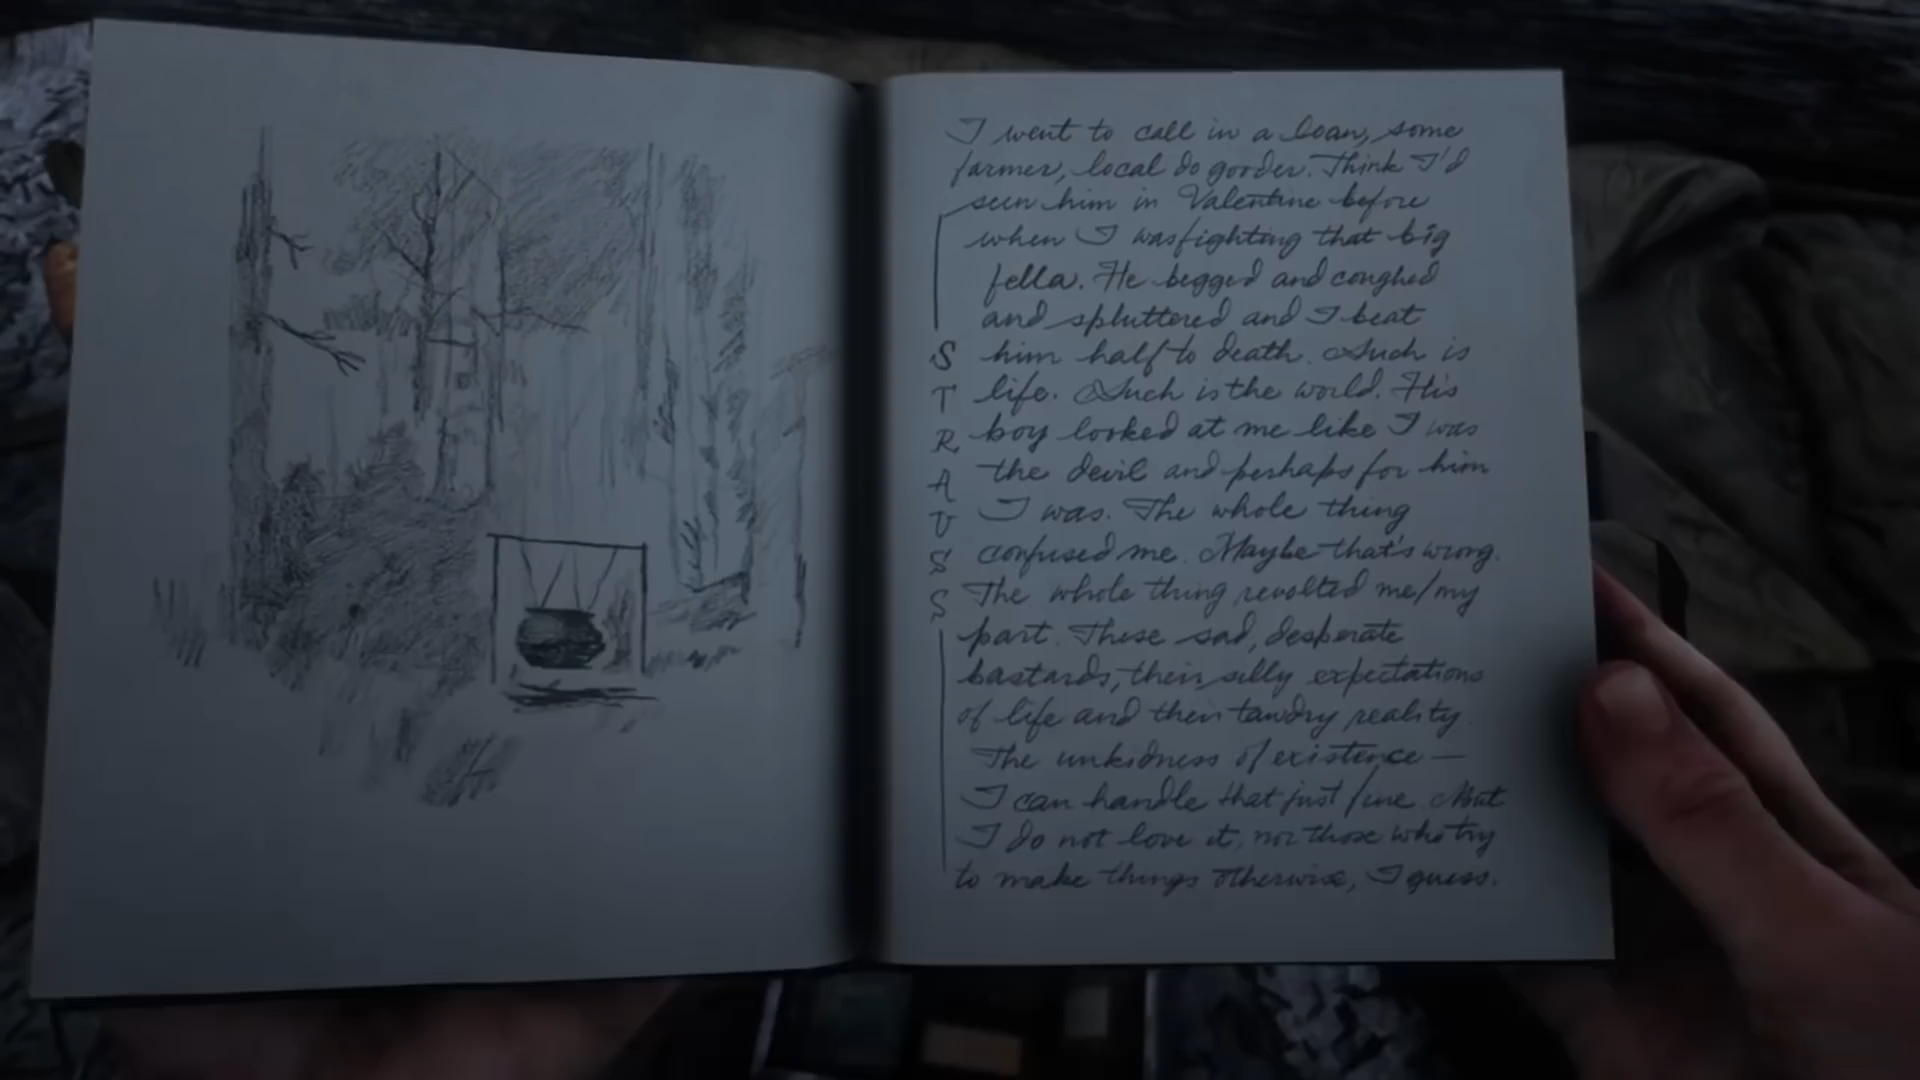 I went to call in a loan, some
farmer, local do gooder. Think I'd
seen him in Valentine before
when I was fighting that big
fella. He begged and coughed
and spluttered and I beat
him half to death. Such is
life. Such is the world. His
boy looked at me like I was
the devil and perhaps for him
I was. The whole thing
confused me. Maybe that's wrong.
The whole thing revolted me/my
part. These sad, desperate
bastards, their silly expectations
of life and their tawdry reality.
The unkidness of existence —
I can handle that just fine. But
I do not love it, nor those who try
to make things otherwise, I guess.
STRAUSS